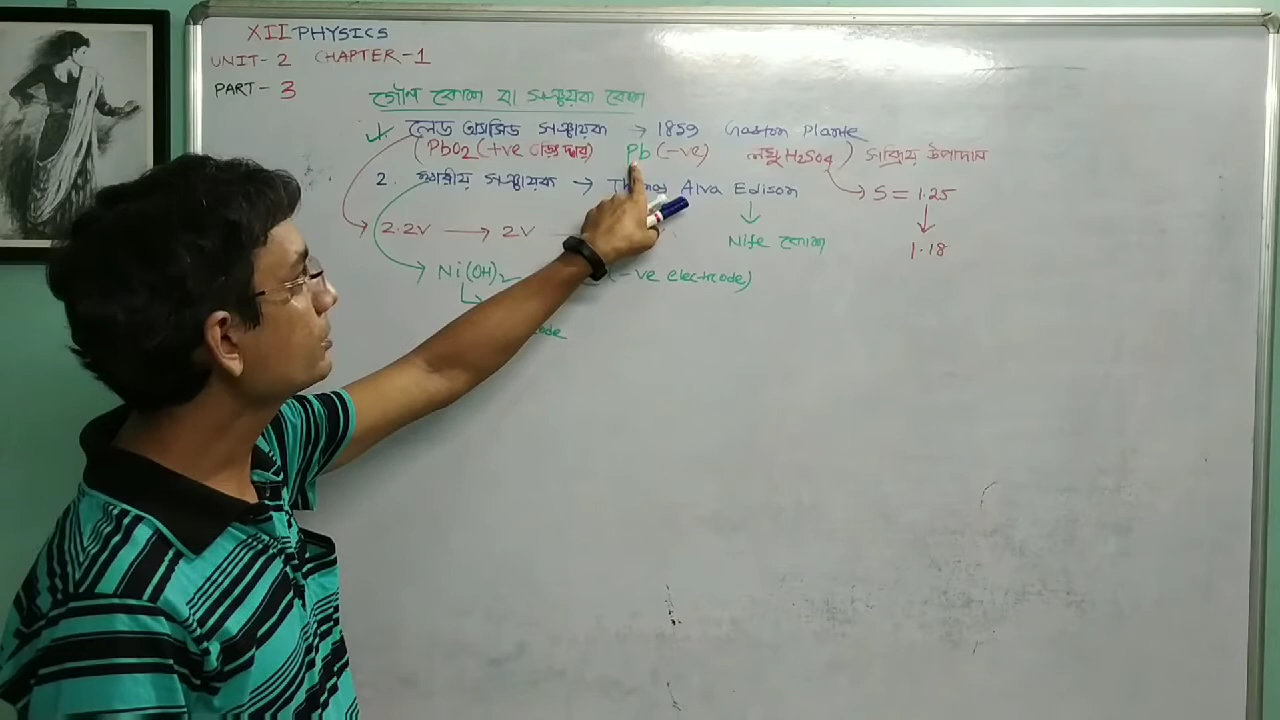 XII PHYSICS
UNIT-2 CHAPTER-1
PART-3
গৌণ কোশ বা সঞ্চয়ক কোশ
লেড অ্যাসিড সঞ্চায়ক → 1859 Gaston Plante
(PbO2 (+ve তড়িৎদ্বার) Pb (-ve) লঘু H2SO4) সক্রিয় উপাদান
2. ক্ষারীয় সঞ্চায়ক → Alva Edison
S = 1.25
2.2V → 2V
Nife কোশ
1.18
Ni(OH)2 (-ve electrode)